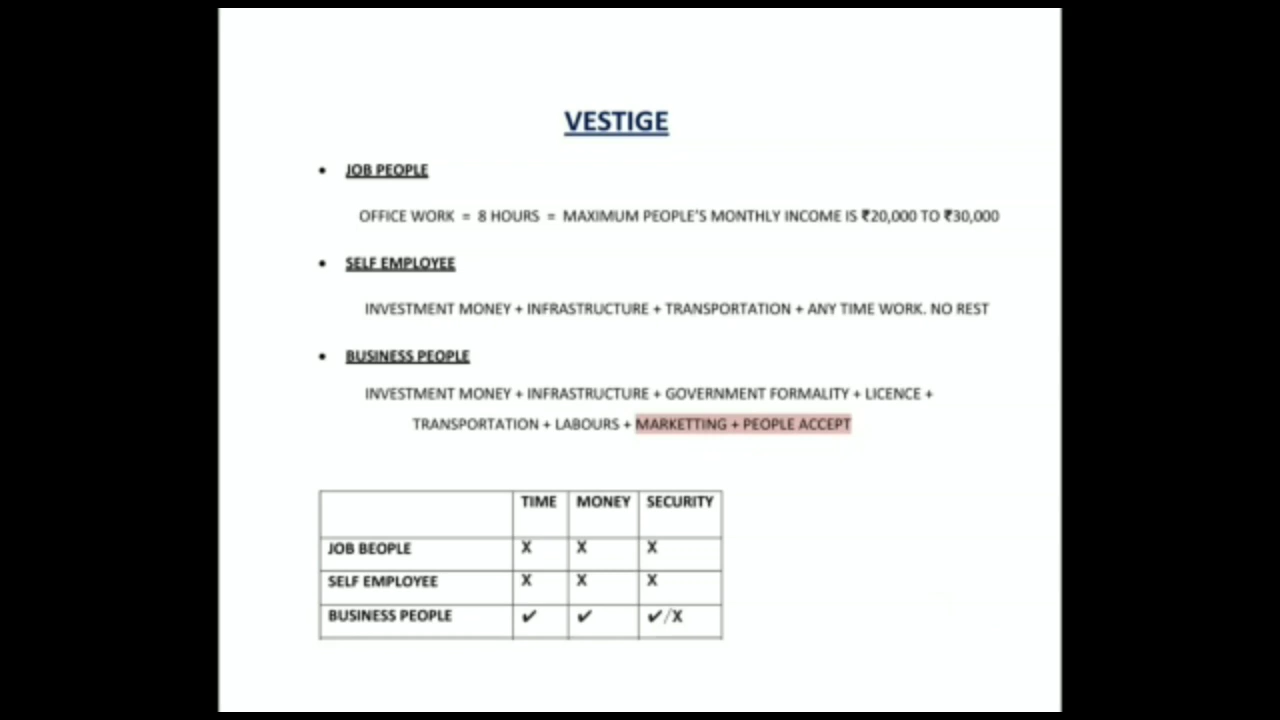 VESTIGE
• JOB PEOPLE
OFFICE WORK = 8 HOURS = MAXIMUM PEOPLE'S MONTHLY INCOME IS ₹20,000 TO ₹30,000
• SELF EMPLOYEE
INVESTMENT MONEY + INFRASTRUCTURE + TRANSPORTATION + ANY TIME WORK. NO REST
• BUSINESS PEOPLE
INVESTMENT MONEY + INFRASTRUCTURE + GOVERNMENT FORMALITY + LICENCE +
TRANSPORTATION + LABOURS + MARKETTING + PEOPLE ACCEPT
TIME MONEY SECURITY
JOB BEOPLE X X X
SELF EMPLOYEE X X X
BUSINESS PEOPLE ✔ ✔ ✔/X